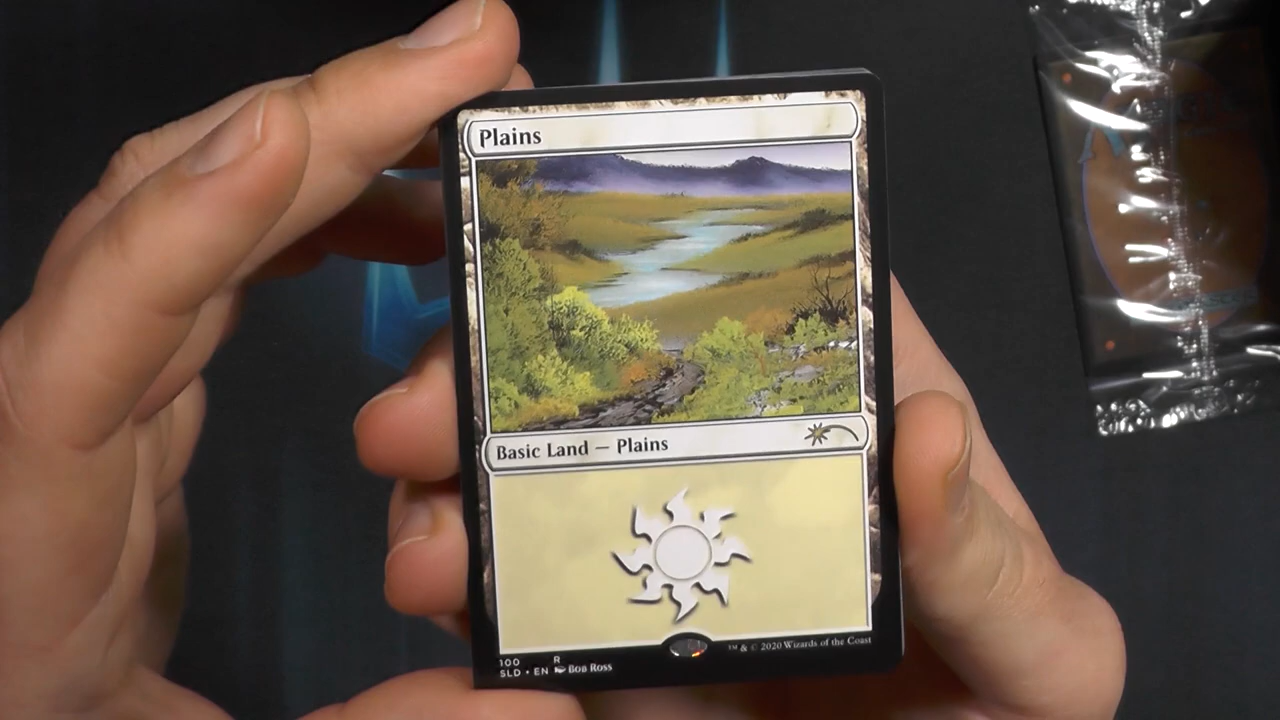 Plains
Basic Land — Plains
100 R
SLD • EN Bob Ross
™ & © 2020 Wizards of the Coast